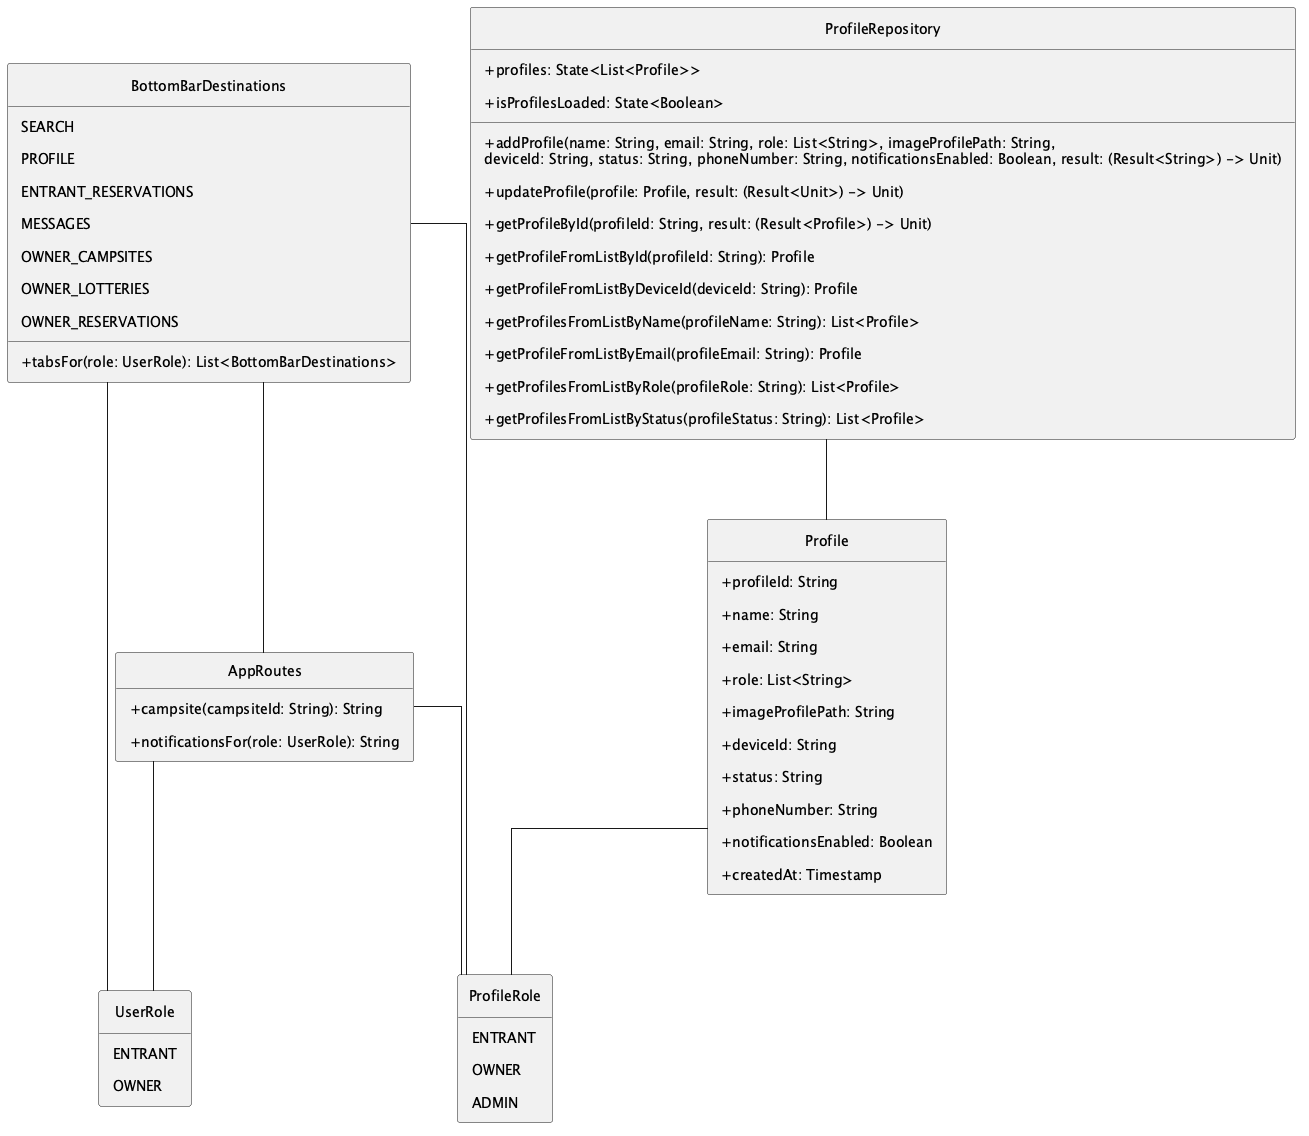 BottomBarDestinations
SEARCH
PROFILE
ENTRANT_RESERVATIONS
MESSAGES
OWNER_CAMPSITES
OWNER_LOTTERIES
OWNER_RESERVATIONS
+tabsFor(role: UserRole): List<BottomBarDestinations>
ProfileRepository
+profiles: State<List<Profile>>
+isProfilesLoaded: State<Boolean>
+addProfile(name: String, email: String, role: List<String>, imageProfilePath: String,
deviceId: String, status: String, phoneNumber: String, notificationsEnabled: Boolean, result: (Result<String>) -> Unit)
+updateProfile(profile: Profile, result: (Result<Unit>) -> Unit)
+getProfileById(profileId: String, result: (Result<Profile>) -> Unit)
+getProfileFromListById(profileId: String): Profile
+getProfileFromListByDeviceId(deviceId: String): Profile
+getProfilesFromListByName(profileName: String): List<Profile>
+getProfileFromListByEmail(profileEmail: String): Profile
+getProfilesFromListByRole(profileRole: String): List<Profile>
+getProfilesFromListByStatus(profileStatus: String): List<Profile>
Profile
+profileId: String
+name: String
+email: String
+role: List<String>
+imageProfilePath: String
+deviceId: String
+status: String
+phoneNumber: String
+notificationsEnabled: Boolean
+createdAt: Timestamp
AppRoutes
+campsite(campsiteId: String): String
+notificationsFor(role: UserRole): String
UserRole
ENTRANT
OWNER
ProfileRole
ENTRANT
OWNER
ADMIN